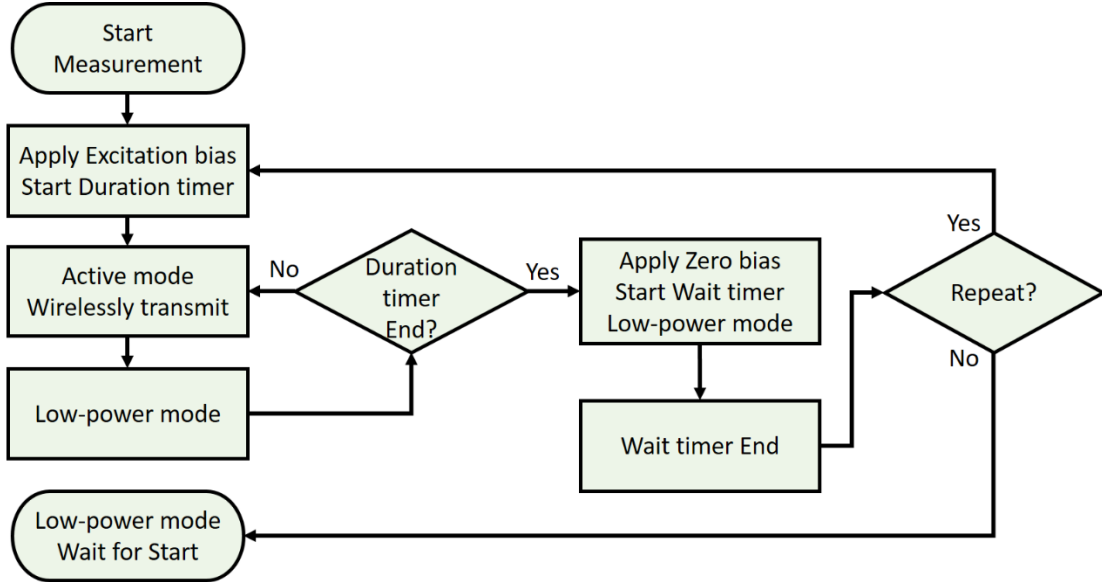 Start
Measurement
Apply Excitation bias
Start Duration timer
Active mode
Wirelessly transmit
Low-power mode
No
Duration
timer
End?
Yes
Apply Zero bias
Start Wait timer
Low-power mode
Wait timer End
Yes
Repeat?
No
Low-power mode
Wait for Start